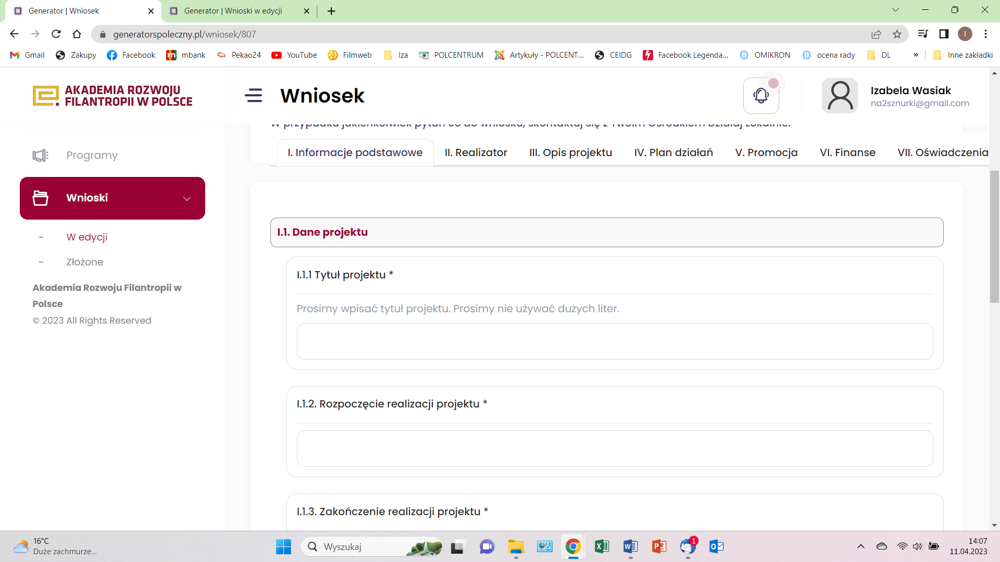 Generator | Wniosek
Generator | Wnioski w edycji
generatorspoleczny.pl/wniosek/807
I
Gmail
Zakupy
Facebook
mbank
Pekao24
YouTube
Filmweb
Iza
POLCENTRUM
Artykuły - POLCENT...
CEIDG
Facebook Legenda...
OMIKRON
ocena rady
DL
»
Inne zakładki
AKADEMIA ROZWOJU
FILANTROPII W POLSCE
Wniosek
Izabela Wasiak
na2sznurki@gmail.com
W przypadku jakichkolwiek pytań co do wniosku, skontaktuj się z Twoim Ośrodkiem Działaj Lokalnie.
I. Informacje podstawowe
II. Realizator
III. Opis projektu
IV. Plan działań
V. Promocja
VI. Finanse
VII. Oświadczenia
Programy
Wnioski
- W edycji
- Złożone
Akademia Rozwoju Filantropii w
Polsce
© 2023 All Rights Reserved
I.1. Dane projektu
I.1.1 Tytuł projektu *
Prosimy wpisać tytuł projektu. Prosimy nie używać dużych liter.
I.1.2. Rozpoczęcie realizacji projektu *
I.1.3. Zakończenie realizacji projektu *
16°C
Duże zachmurze...
Wyszukaj
1
14:07
11.04.2023